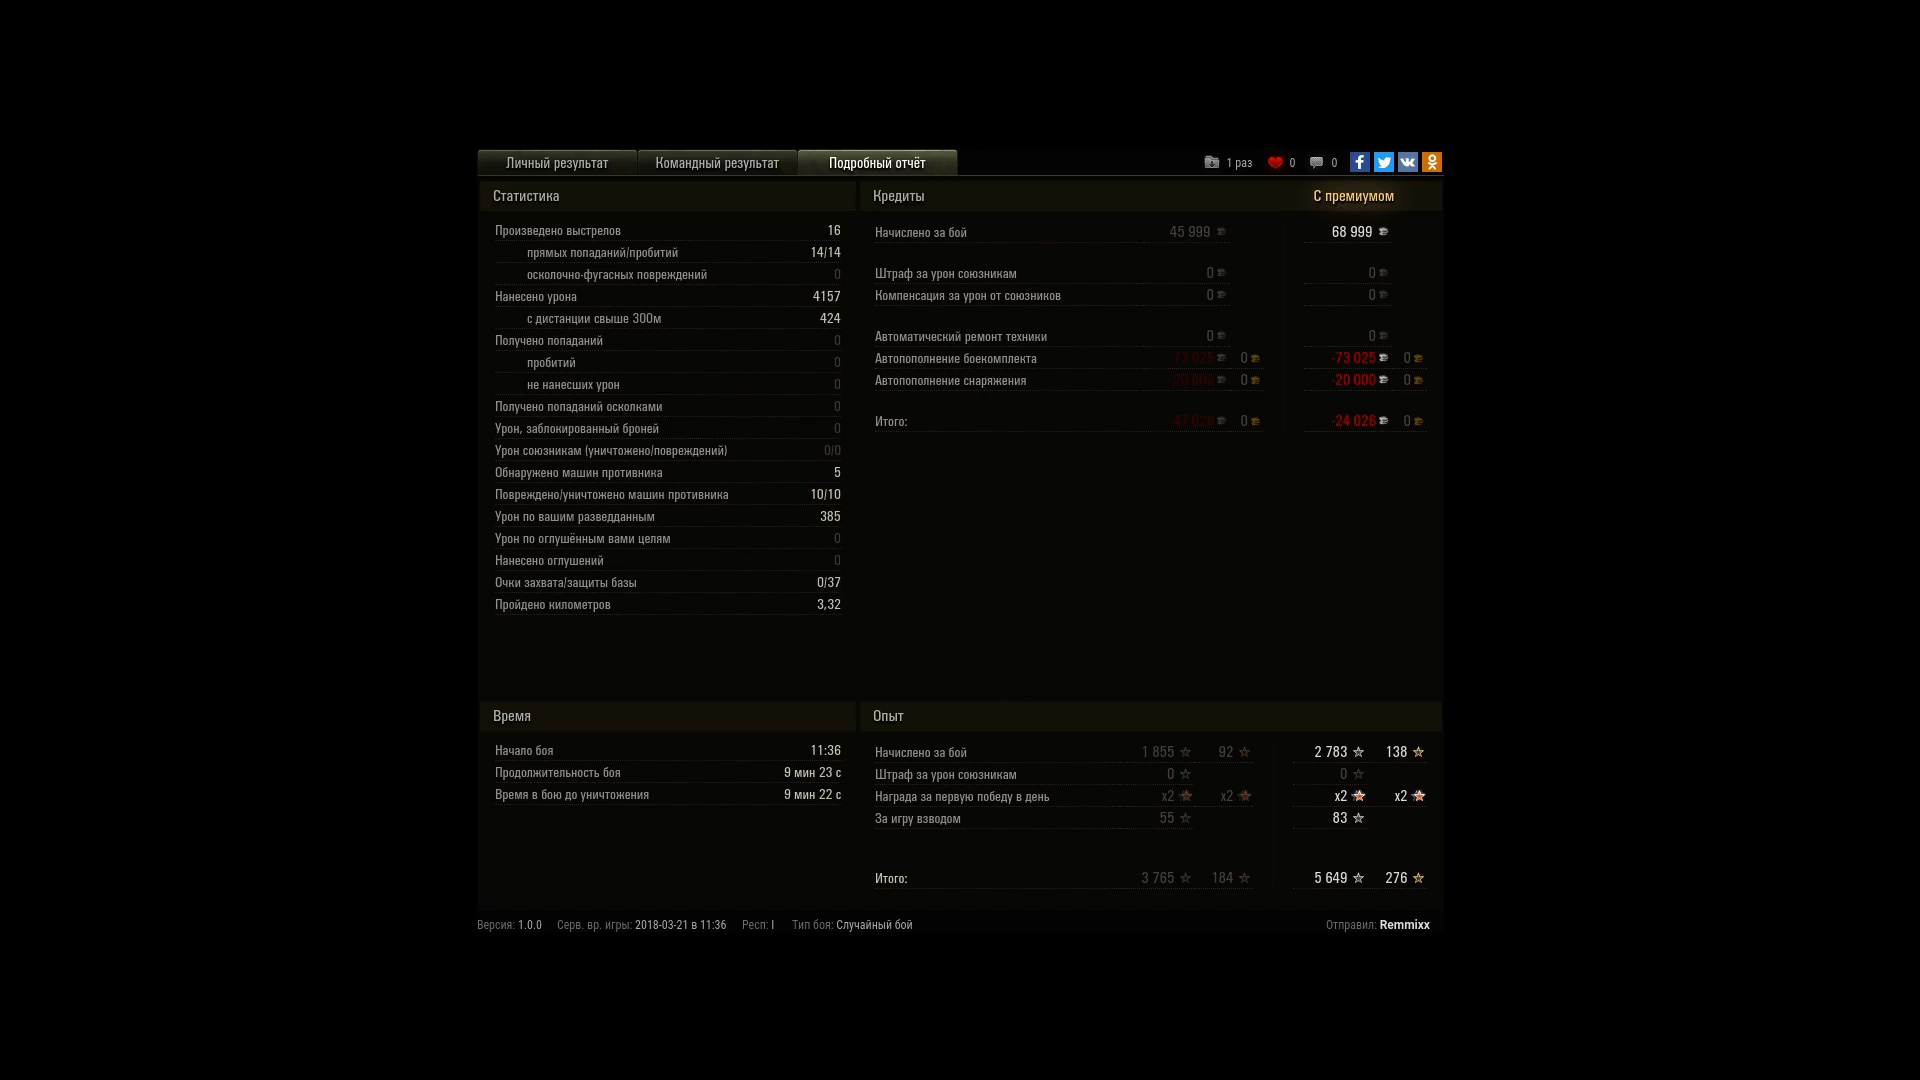 Личный результат Командный результат Подробный отчёт 1 раз 0 0
Статистика
Произведено выстрелов 16
прямых попаданий/пробитий 14/14
осколочно-фугасных повреждений 0
Нанесено урона 4157
с дистанции свыше 300м 424
Получено попаданий 0
пробитий 0
не нанесших урон 0
Получено попаданий осколками 0
Урон, заблокированный броней 0
Урон союзникам (уничтожено/повреждений) 0/0
Обнаружено машин противника 5
Повреждено/уничтожено машин противника 10/10
Урон по вашим разведданным 385
Урон по оглушённым вами целям 0
Нанесено оглушений 0
Очки захвата/защиты базы 0/37
Пройдено километров 3,32
Кредиты С премиумом
Начислено за бой 45 999 68 999
Штраф за урон союзникам 0 0
Компенсация за урон от союзников 0 0
Автоматический ремонт техники 0 0
Автопополнение боекомплекта -73 025 0 -73 025 0
Автопополнение снаряжения -20 000 0 -20 000 0
Итого: -47 026 0 -24 026 0
Время
Начало боя 11:36
Продолжительность боя 9 мин 23 с
Время в бою до уничтожения 9 мин 22 с
Опыт
Начислено за бой 1 855 92 2 783 138
Штраф за урон союзникам 0 0
Награда за первую победу в день x2 x2 x2 x2
За игру взводом 55 83
Итого: 3 765 184 5 649 276
Версия: 1.0.0 Серв. вр. игры: 2018-03-21 в 11:36 Респ: I Тип боя: Случайный бой Отправил: Remmixx